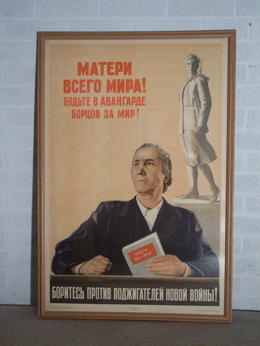 МАТЕРИ
ВСЕГО МИРА!
БУДЬТЕ В АВАНГАРДЕ
БОРЦОВ ЗА МИР!
БОРИТЕСЬ ПРОТИВ ПОДЖИГАТЕЛЕЙ НОВОЙ ВОЙНЫ!